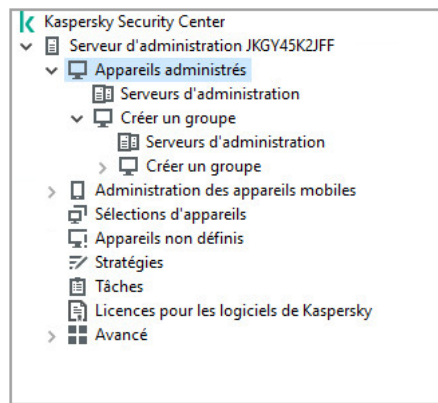 Kaspersky Security Center
Serveur d'administration JKGY45K2JFF
Appareils administrés
Serveurs d'administration
Créer un groupe
Serveurs d'administration
Créer un groupe
Administration des appareils mobiles
Sélections d'appareils
Appareils non définis
Stratégies
Tâches
Licences pour les logiciels de Kaspersky
Avancé